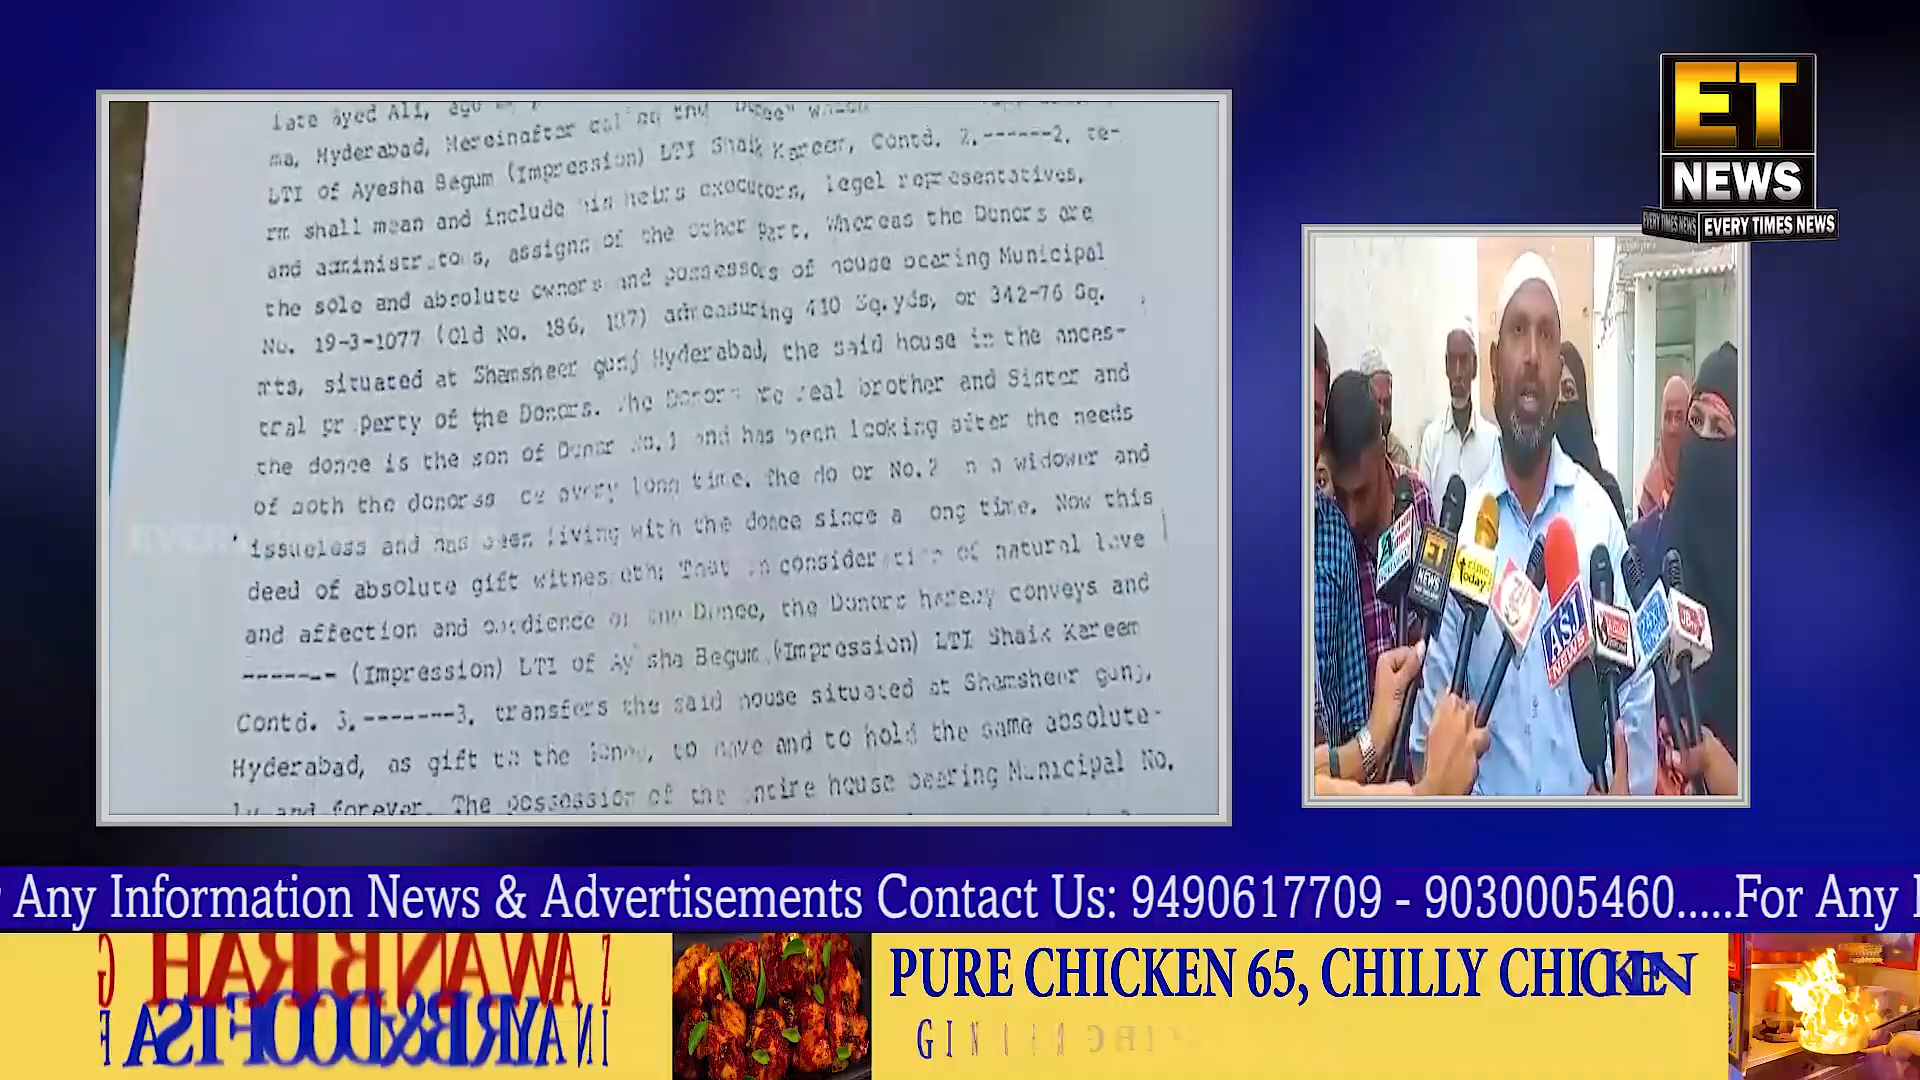 late Syed Ali,
ma, Hyderabad, Hereinafter called the "Donee" which
LTI of Ayesha Begum (Impression) LTI Shaik Kareem, Contd. 2.------2. te-
rm shall mean and include his heirs executors, legel representatives,
and administrators, assigns of the other part. Whereas the Donors are
the sole and absolute owners and possessors of house bearing Municipal
No. 19-3-1077 (Old No. 186, 187) admeasuring 410 Sq.yds, or 342-76 Sq.
mts, situated at Shamsheer gunj Hyderabad, the said house is the ances-
tral property of the Donors. The Donors are real brother and Sister and
the donee is the son of Donor No.1 and has been looking after the needs
of both the donors very long time. The donor No.2 widower and
issueless and has been living with the donee since a long time. Now this
deed of absolute gift witnesseth: That in consideration of natural love
and affection and obedience of the Donee, the Donors hereby conveys and
------- (Impression) LTI of Ayesha Begum (Impression) LTI Shaik Kareem
Contd. 3.-------3. transfers the said house situated at Shamsheer gunj,
Hyderabad, as gift to the Donee, to have and to hold the same absolute-
ly and forever. The possession of the entire house bearing Municipal No.
ET
NEWS
EVERY TIMES NEWS
EVERY TIMES NEWS
ET
NEWS
times
today
ASJ
NEWS
Any Information News & Advertisements Contact Us: 9490617709 - 9030005460.....For Any
PURE CHICKEN 65, CHILLY CHICKEN